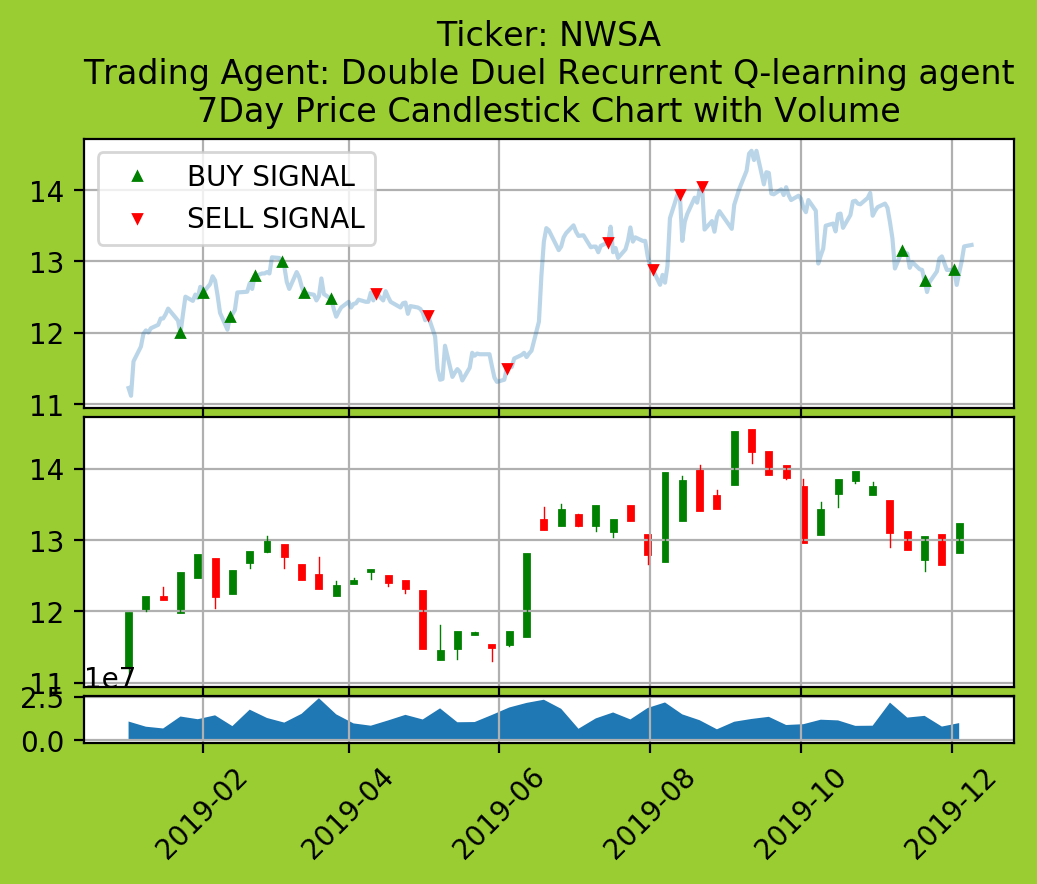 Ticker: NWSA
Trading Agent: Double Duel Recurrent Q-learning agent
7Day Price Candlestick Chart with Volume
BUY SIGNAL
SELL SIGNAL
14
13
12
11
14
13
12
11
1e7
2.5
0.0
2019-02
2019-04
2019-06
2019-08
2019-10
2019-12